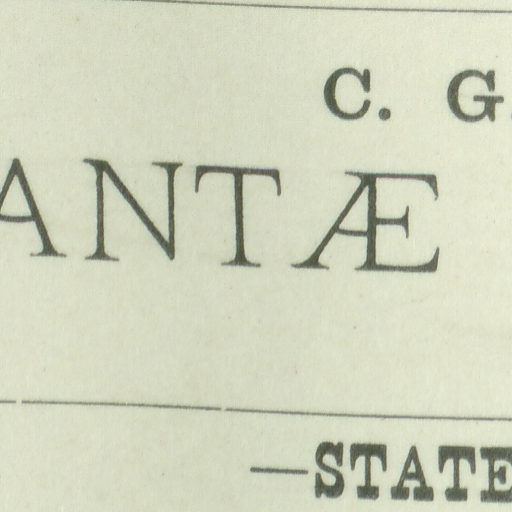 C. G.
ANTÆ
—STATE